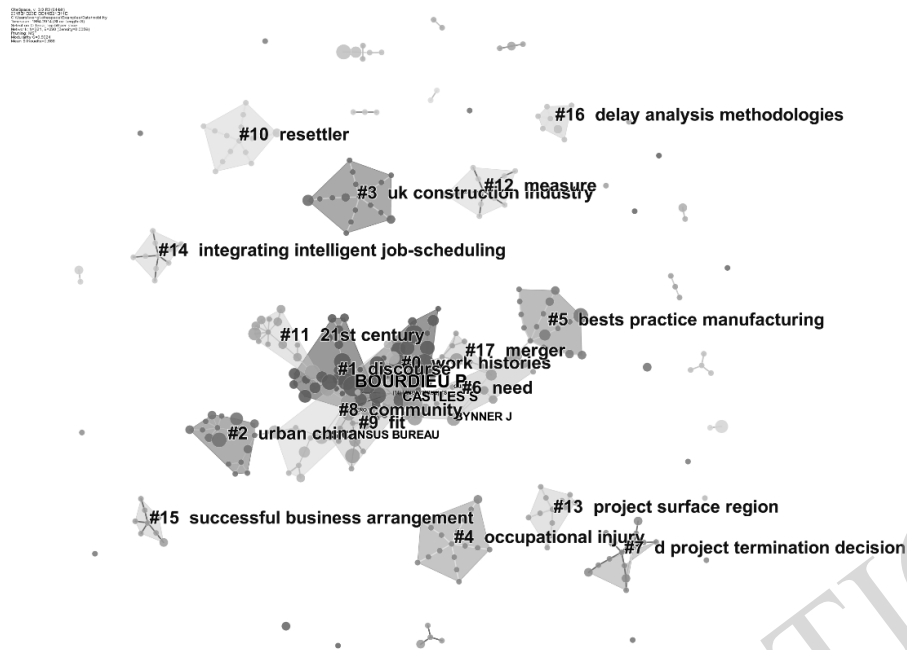 #16 delay analysis methodologies
#10 resettler
#12 measure
#3 uk construction industry
#14 integrating intelligent job-scheduling
#5 bests practice manufacturing
#11 21st century
#17 merger
#0 work histories
#1 discourse
BOURDIEU P
#6 need
CASTLES S
#8 community
BYNNER J
#9 fit
#2 urban china
NSUS BUREAU
#13 project surface region
#15 successful business arrangement
#4 occupational injury
#7 d project termination decision